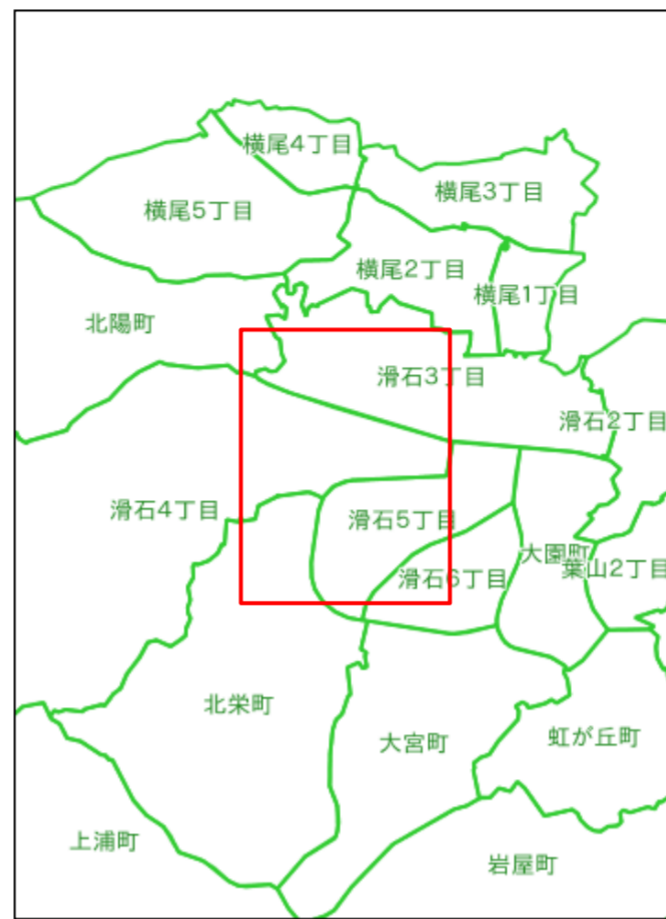 横尾4丁目
横尾3丁目
横尾5丁目
横尾2丁目
横尾1丁目
北陽町
滑石3丁目
滑石2丁目
滑石4丁目
滑石5丁目
大園町
葉山2丁目
滑石6丁目
北栄町
大宮町
虹が丘町
上浦町
岩屋町